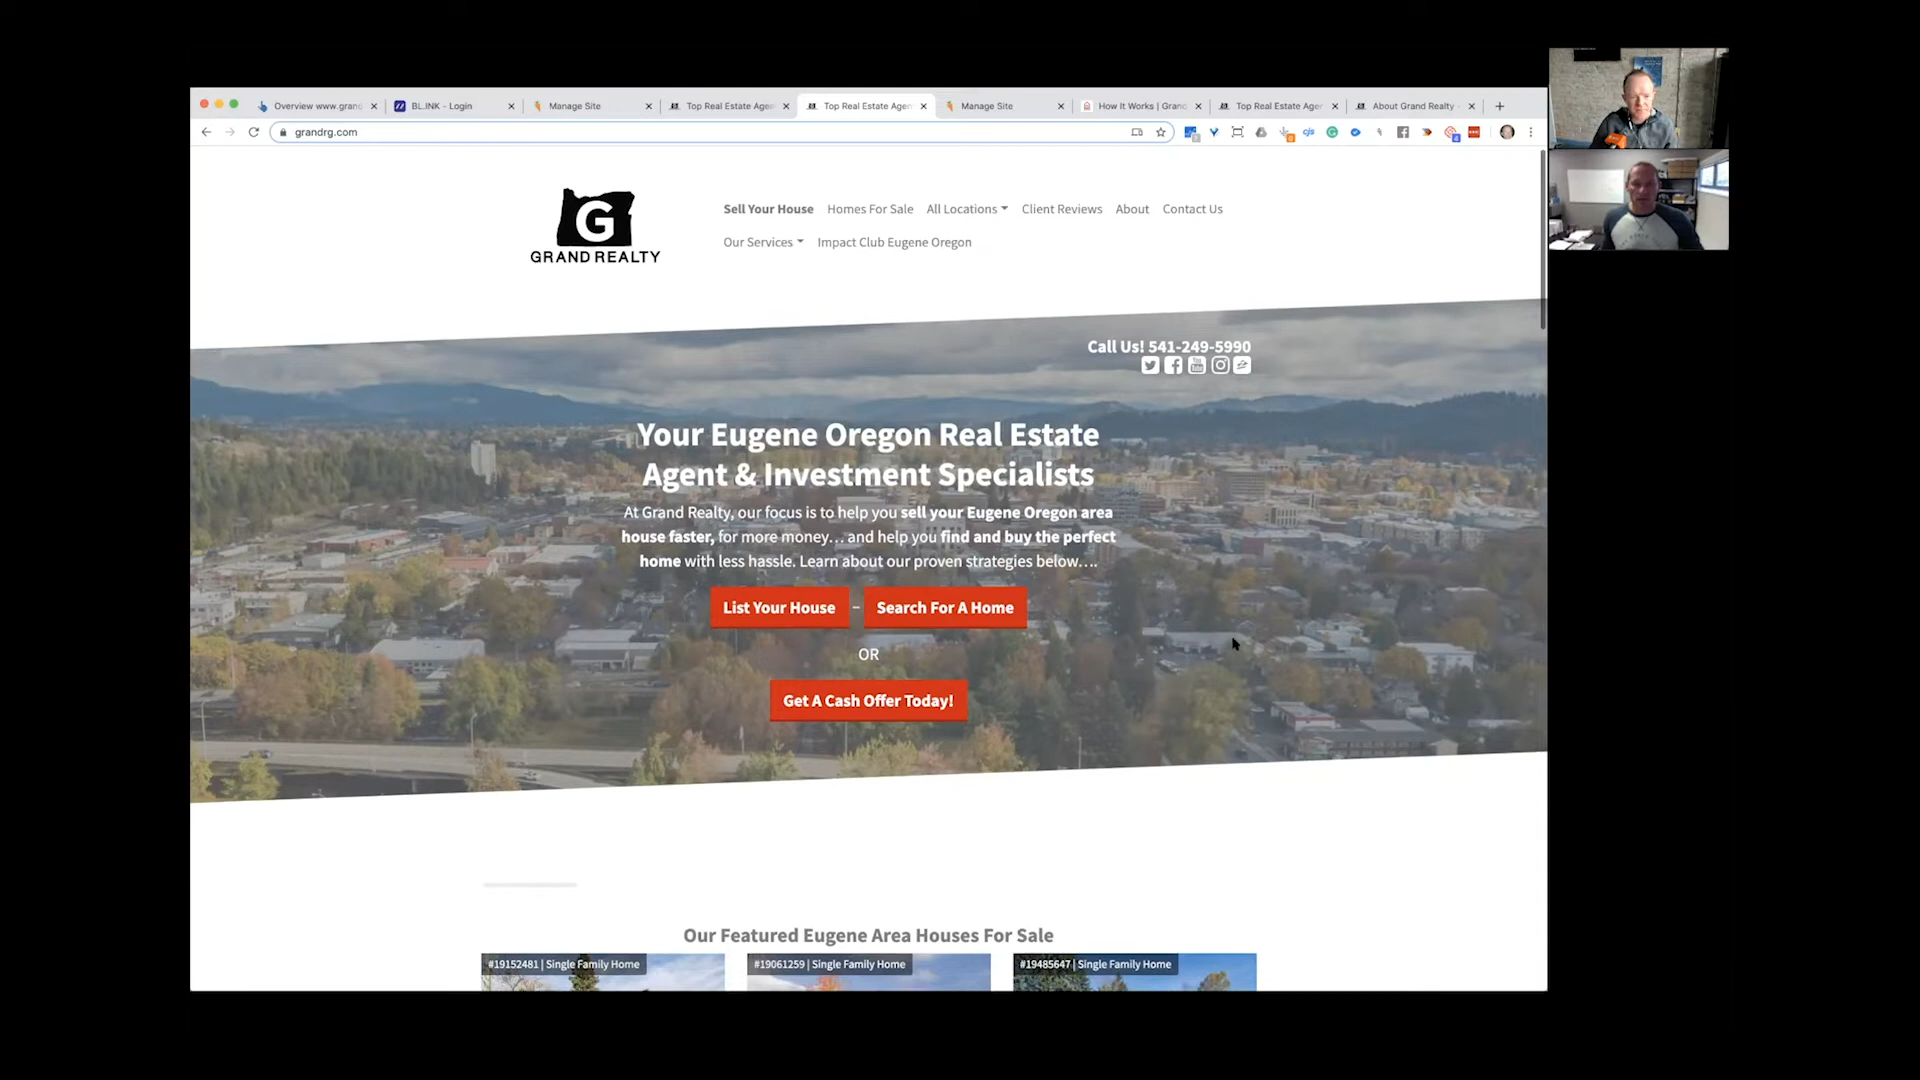 Overview www.grand
BL.INK - Login
Manage Site
Top Real Estate Agen
Top Real Estate Agen
Manage Site
How It Works | Grand
Top Real Estate Agen
About Grand Realty -
grandrg.com
G
GRAND REALTY
Sell Your House
Homes For Sale
All Locations
Client Reviews
About
Contact Us
Our Services
Impact Club Eugene Oregon
Call Us! 541-249-5990
Your Eugene Oregon Real Estate
Agent & Investment Specialists
At Grand Realty, our focus is to help you sell your Eugene Oregon area
house faster, for more money… and help you find and buy the perfect
home with less hassle. Learn about our proven strategies below….
List Your House – Search For A Home
OR
Get A Cash Offer Today!
Our Featured Eugene Area Houses For Sale
#19152481 | Single Family Home
#19061259 | Single Family Home
#19485647 | Single Family Home